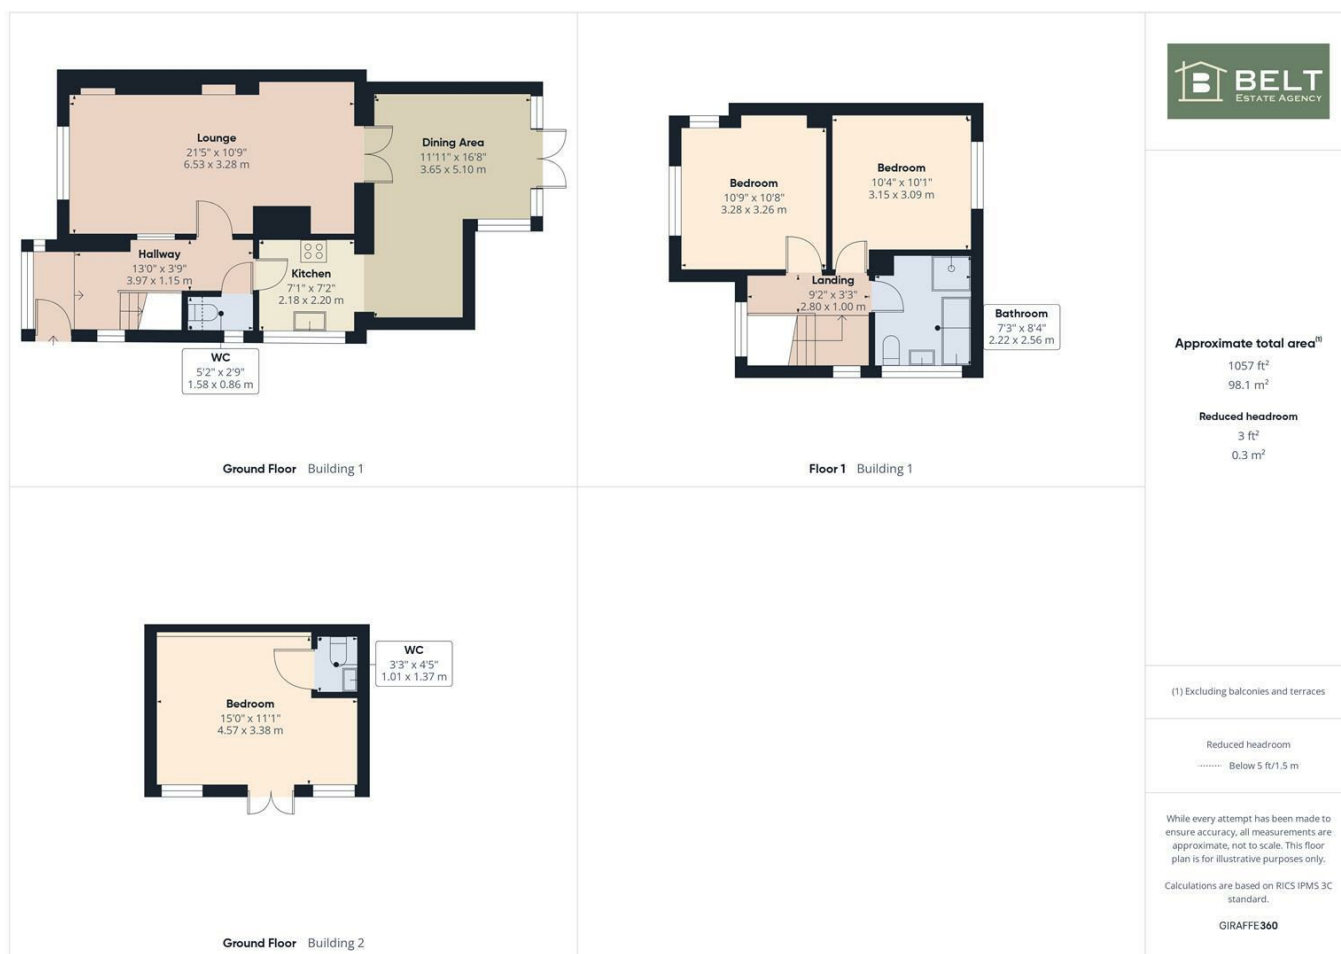 Lounge
21'5" x 10'9"
6.53 x 3.28 m
Dining Area
11'11" x 16'8"
3.65 x 5.10 m
Hallway
13'0" x 3'9"
3.97 x 1.15 m
Kitchen
7'1" x 7'2"
2.18 x 2.20 m
WC
5'2" x 2'9"
1.58 x 0.86 m
Ground Floor Building 1
Bedroom
10'9" x 10'8"
3.28 x 3.26 m
Bedroom
10'4" x 10'1"
3.15 x 3.09 m
Landing
9'2" x 3'3"
2.80 x 1.00 m
Bathroom
7'3" x 8'4"
2.22 x 2.56 m
Floor 1 Building 1
WC
3'3" x 4'5"
1.01 x 1.37 m
Bedroom
15'0" x 11'1"
4.57 x 3.38 m
Ground Floor Building 2
B BELT
ESTATE AGENCY
Approximate total area(1)
1057 ft²
98.1 m²
Reduced headroom
3 ft²
0.3 m²
(1) Excluding balconies and terraces
Reduced headroom
Below 5 ft/1.5 m
While every attempt has been made to
ensure accuracy, all measurements are
approximate, not to scale. This floor
plan is for illustrative purposes only.
Calculations are based on RICS IPMS 3C
standard.
GIRAFFE360